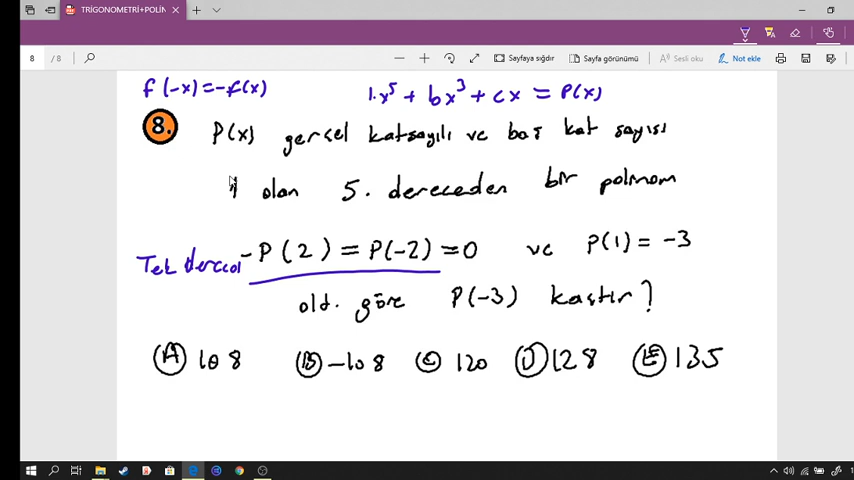 TRİGONOMETRİ+POLİN
8 /8
Sayfaya sığdır
Sayfa görünümü
Sesli oku
Not ekle
f(-x)=-f(x)
1.x⁵ + bx³ + cx = P(x)
8.
P(x) gerçel katsayılı ve baş kat sayısı
1 olan 5. dereceden bir polinom
Tek dereceli
-P(2) = P(-2) = 0 ve P(1) = -3
old. göre P(-3) kaçtır?
A 108 B -108 C 120 D 128 E 135